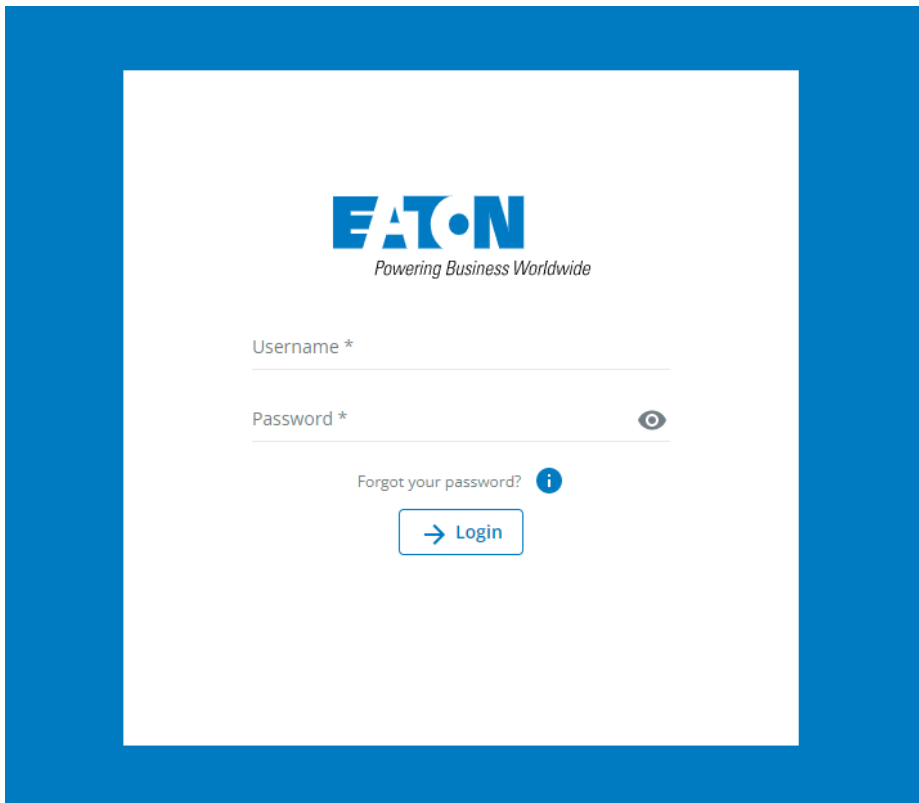 EATON
Powering Business Worldwide
Username *
Password *
Forgot your password? i
Login